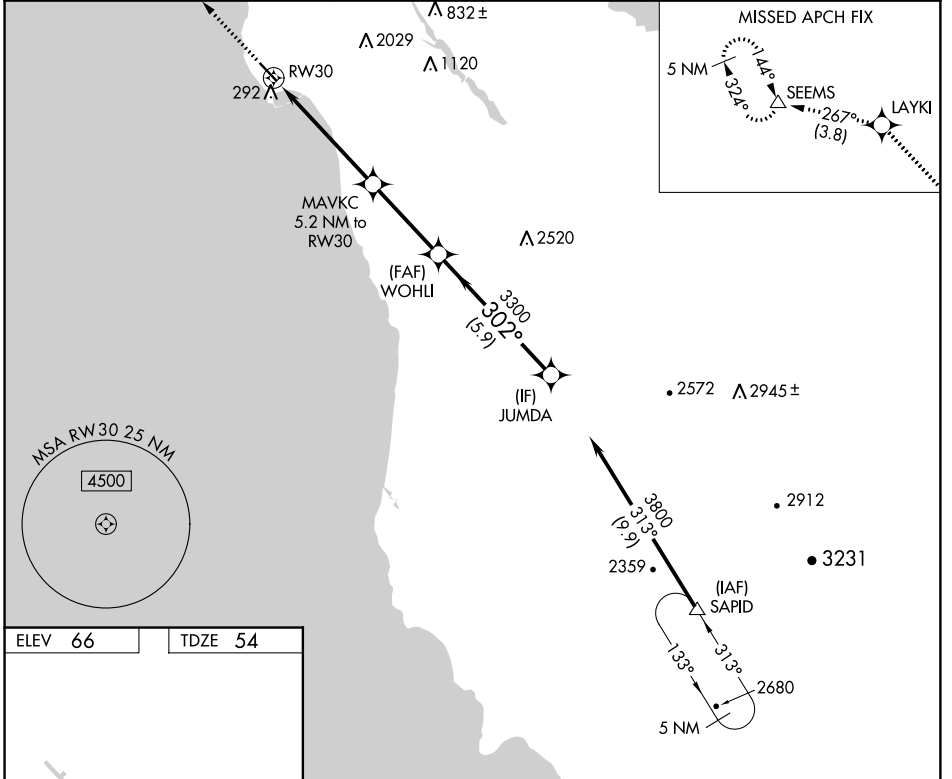 832 ±
2029
1120
RW30
292
MISSED APCH FIX
5 NM
144°
324°
SEEMS
LAYKI
267°
(3.8)
MAVKC
5.2 NM to
RW30
2520
(FAF)
WOHLI
3300
302°
(5.9)
(IF)
JUMDA
2572
2945 ±
MSA RW30 25 NM
4500
3800
313°
(9.9)
2912
2359
3231
(IAF)
SAPID
133°
313°
2680
5 NM
ELEV 66
TDZE 54